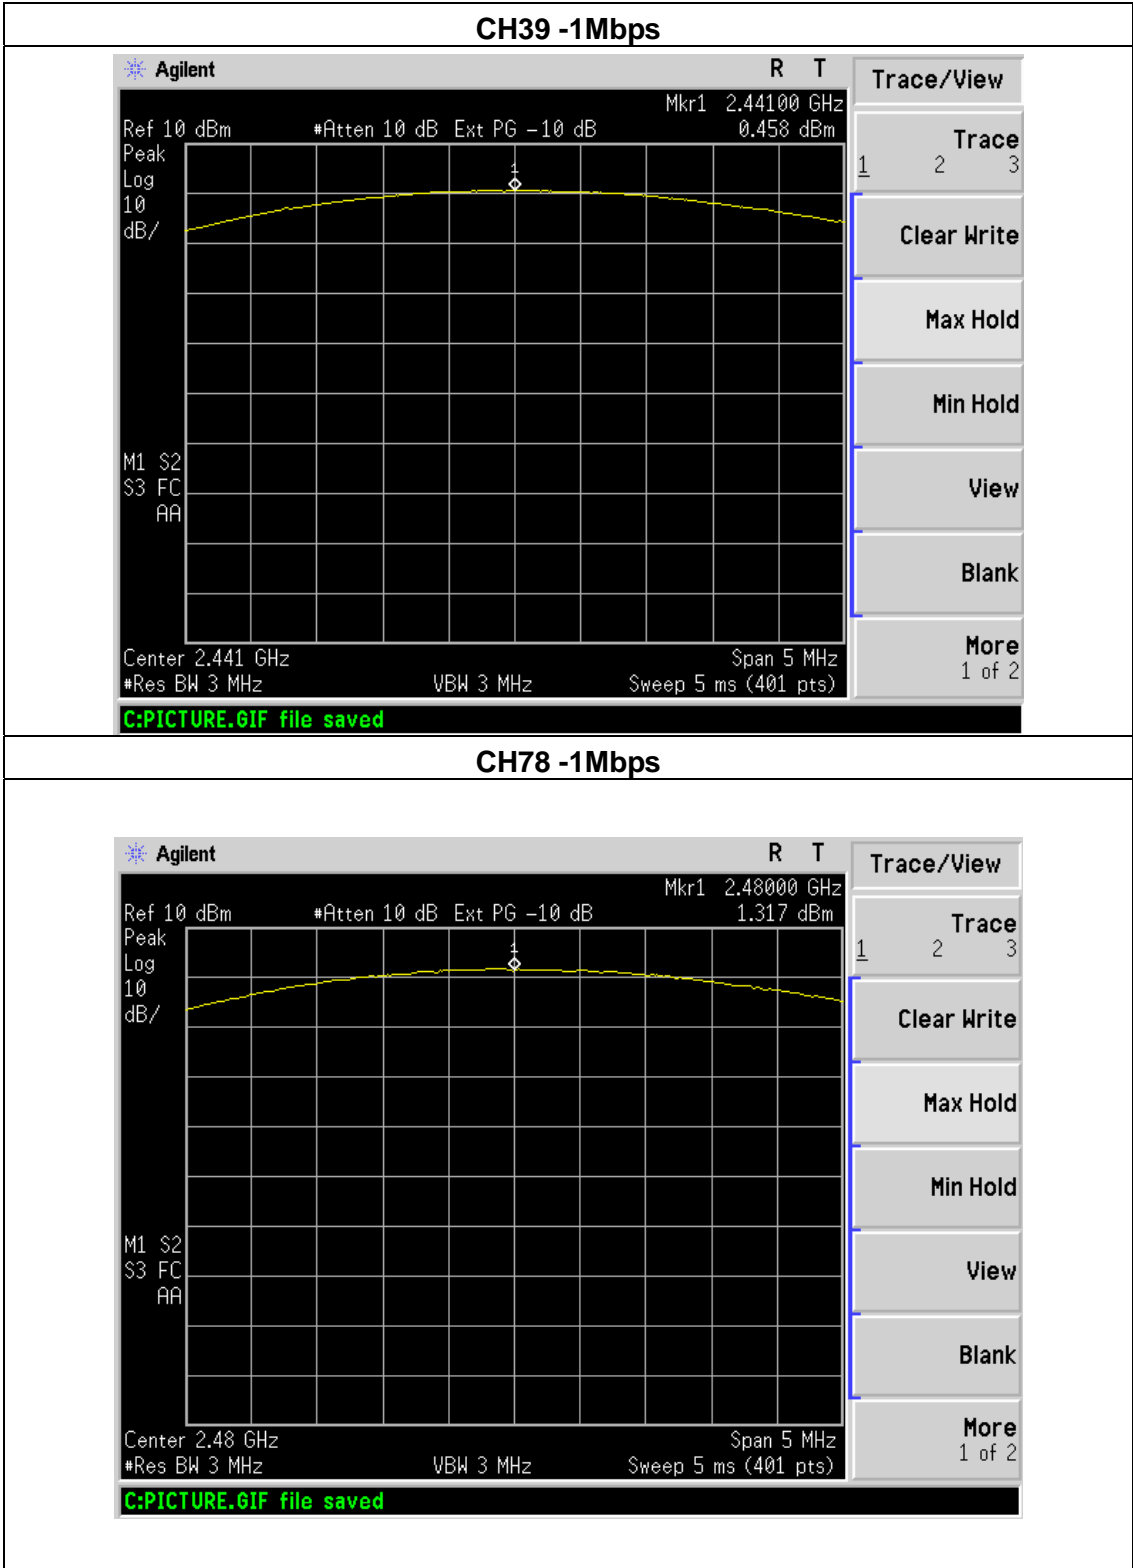 CH39 -1Mbps
Agilent R T
Trace/View
Mkr1 2.44100 GHz
Ref 10 dBm #Atten 10 dB Ext PG -10 dB 0.458 dBm
Peak
Log
10
dB/
1
M1 S2
S3 FC
AA
Center 2.441 GHz Span 5 MHz
#Res BW 3 MHz VBW 3 MHz Sweep 5 ms (401 pts)
C:PICTURE.GIF file saved
Trace
1 2 3
Clear Write
Max Hold
Min Hold
View
Blank
More
1 of 2
CH78 -1Mbps
Agilent R T
Trace/View
Mkr1 2.48000 GHz
Ref 10 dBm #Atten 10 dB Ext PG -10 dB 1.317 dBm
Peak
Log
10
dB/
1
M1 S2
S3 FC
AA
Center 2.48 GHz Span 5 MHz
#Res BW 3 MHz VBW 3 MHz Sweep 5 ms (401 pts)
C:PICTURE.GIF file saved
Trace
1 2 3
Clear Write
Max Hold
Min Hold
View
Blank
More
1 of 2